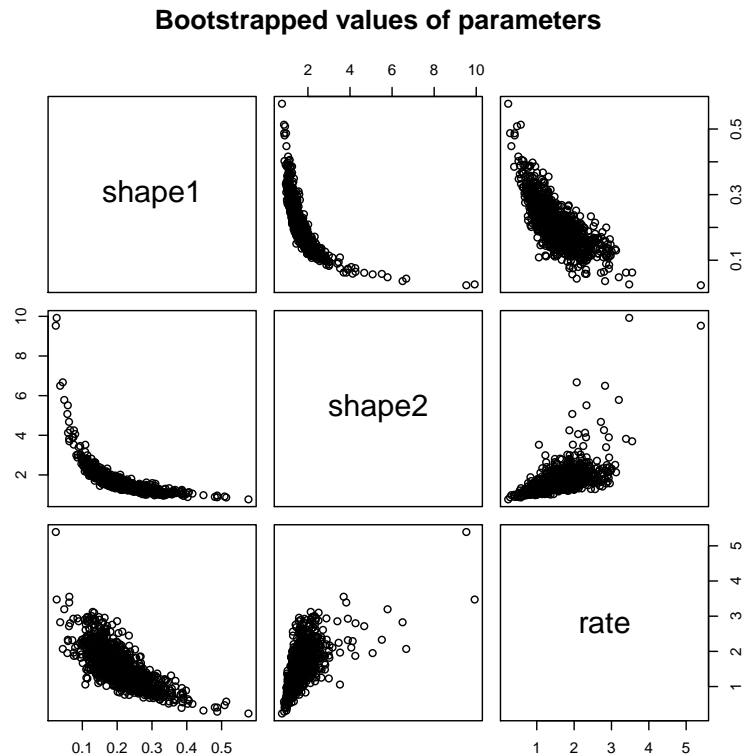 Bootstrapped values of parameters
2 4 6 8 10
shape1
0.1 0.3 0.5
2 4 6 8 10
shape2
rate
1 2 3 4 5
0.1 0.2 0.3 0.4 0.5
1 2 3 4 5